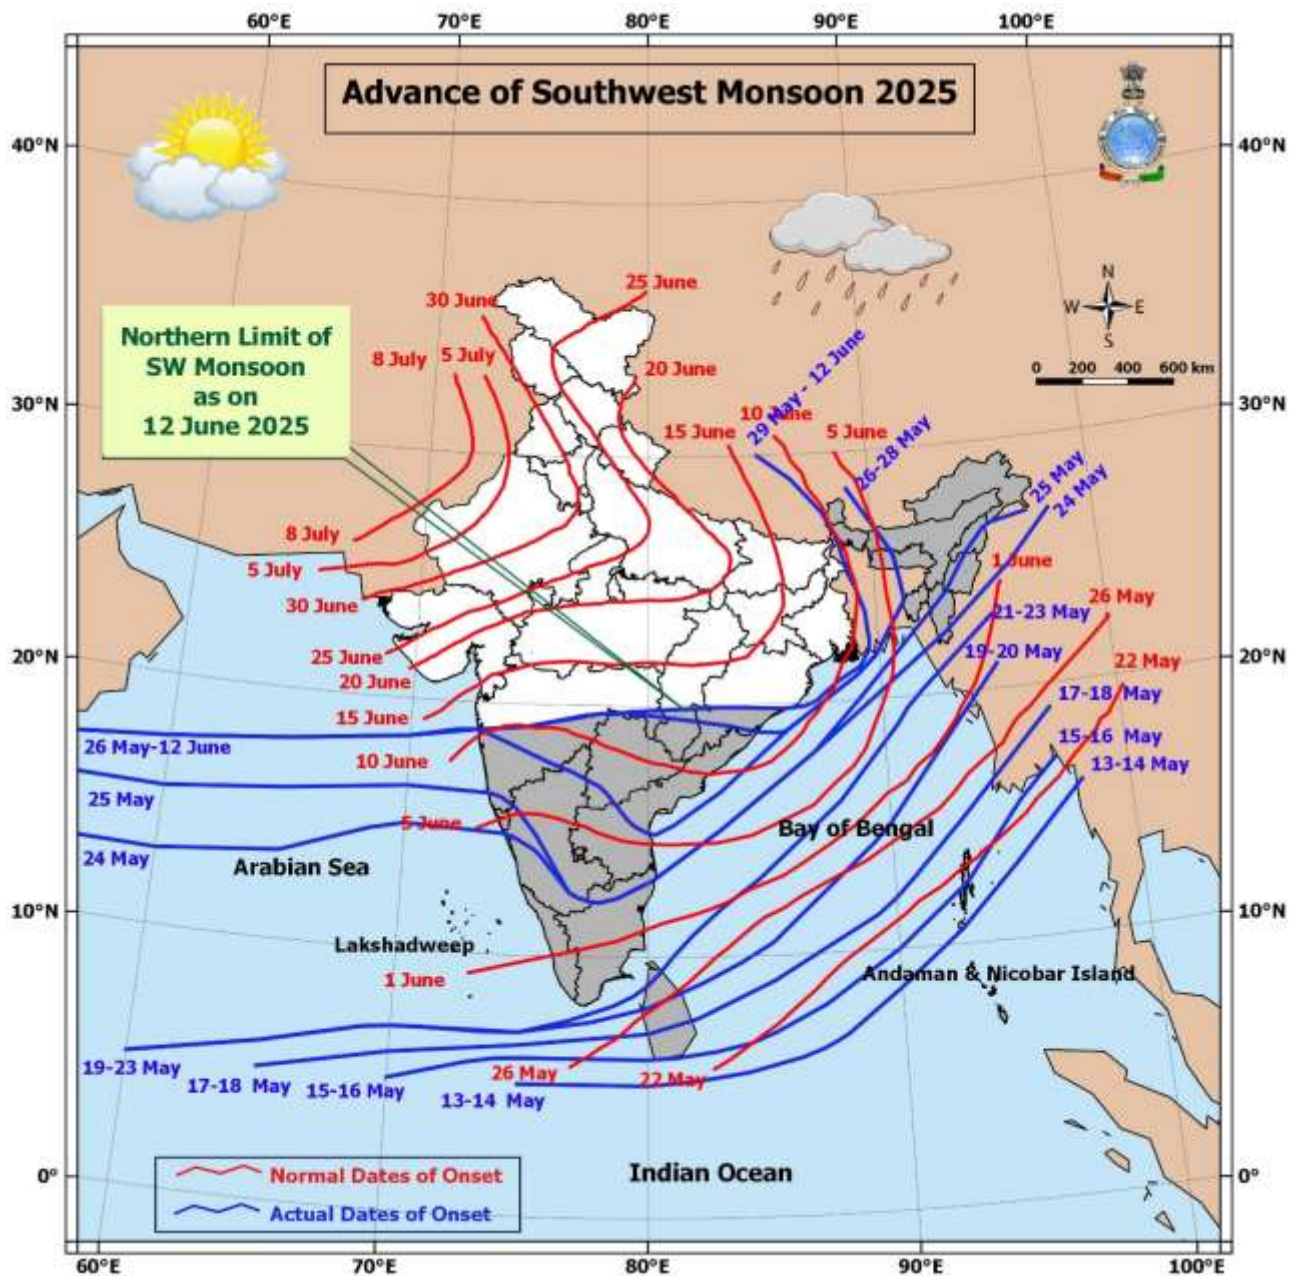 60°E 70°E 80°E 90°E 100°E
Advance of Southwest Monsoon 2025
40°N 40°N
N
W E
S
0 200 400 600 km
25 June
30 June
Northern Limit of
SW Monsoon
as on
12 June 2025
8 July 5 July
20 June
29 May - 12 June
30°N 30°N
10 June
15 June 5 June
26-28 May
25 May
24 May
8 July
5 July
1 June
30 June
26 May
21-23 May
25 June
20°N 20°N
19-20 May
22 May
20 June
17-18 May
15 June
26 May-12 June
15-16 May
10 June
13-14 May
25 May
5 June
Bay of Bengal
24 May
Arabian Sea
10°N 10°N
Lakshadweep
1 June
Andaman & Nicobar Island
19-23 May
17-18 May
15-16 May
26 May
22 May
13-14 May
Normal Dates of Onset
Actual Dates of Onset
Indian Ocean
0° 0°
60°E 70°E 80°E 90°E 100°E